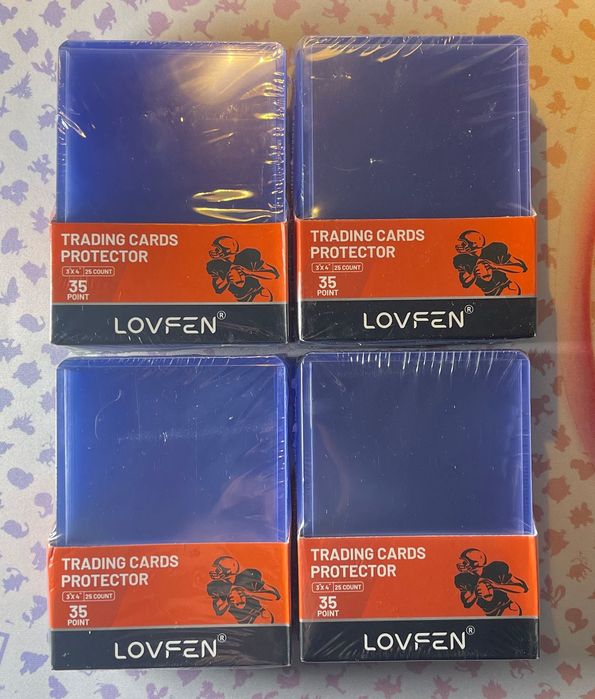 TRADING CARDS
PROTECTOR
3"X4" 25 COUNT
35
POINT
LOVFEN®
TRADING CARDS
PROTECTOR
3"X4" 25 COUNT
35
POINT
LOVFEN®
TRADING CARDS
PROTECTOR
3"X4" 25 COUNT
35
POINT
LOVFEN®
TRADING CARDS
PROTECTOR
3"X4" 25 COUNT
35
POINT
LOVFEN®